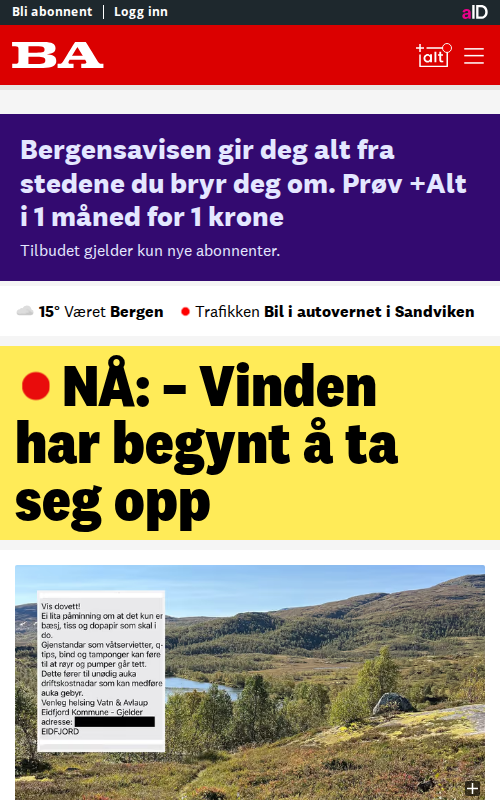 Bli abonnent | Logg inn
aID
BA
+alt
Bergensavisen gir deg alt fra
stedene du bryr deg om. Prøv +Alt
i 1 måned for 1 krone
Tilbudet gjelder kun nye abonnenter.
15° Været Bergen Trafikken Bil i autovernet i Sandviken
NÅ: – Vinden
har begynt å ta
seg opp
Vis dovett!
Ei lita påminning om at det kun er
bæsj, tiss og dopapir som skal i
do.
Gjenstandar som våtservietter, q-
tips, bind og tamponger kan føre
til at røyr og pumper går tett.
Dette fører til unødig auka
driftskostnadar som kan medføre
auka gebyr.
Venleg helsing Vatn & Avlaup
Eidfjord Kommune - Gjelder
adresse:
EIDFJORD